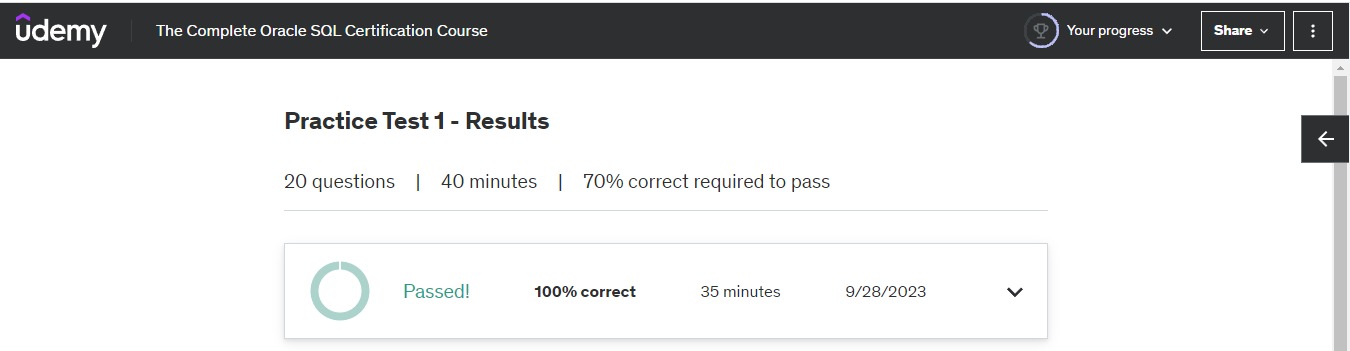 udemy The Complete Oracle SQL Certification Course Your progress Share
Practice Test 1 - Results
20 questions | 40 minutes | 70% correct required to pass
Passed! 100% correct 35 minutes 9/28/2023